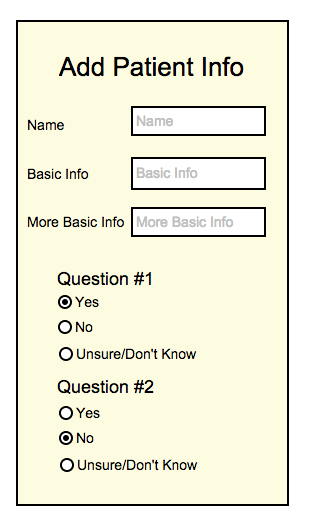 Add Patient Info
Name Name
Basic Info Basic Info
More Basic Info More Basic Info
Question #1
Yes
No
Unsure/Don't Know
Question #2
Yes
No
Unsure/Don't Know